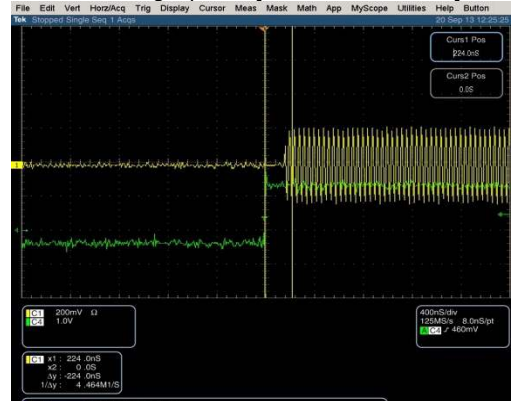 File Edit Vert Horz/Acq Trig Display Cursor Meas Mask Math App MyScope Utilities Help Button
Tek Stopped Single Seq 1 Acqs 20 Sep 13 12:25:25
Curs1 Pos
224.0nS
Curs2 Pos
0.0S
1
4
C1 200mV Ω
C4 1.0V
400nS/div
125MS/s 8.0nS/pt
A C4 460mV
C1 x1: 224.0nS
x2: 0.0S
Δy: -224.0nS
1/Δy: 4.464M1/S